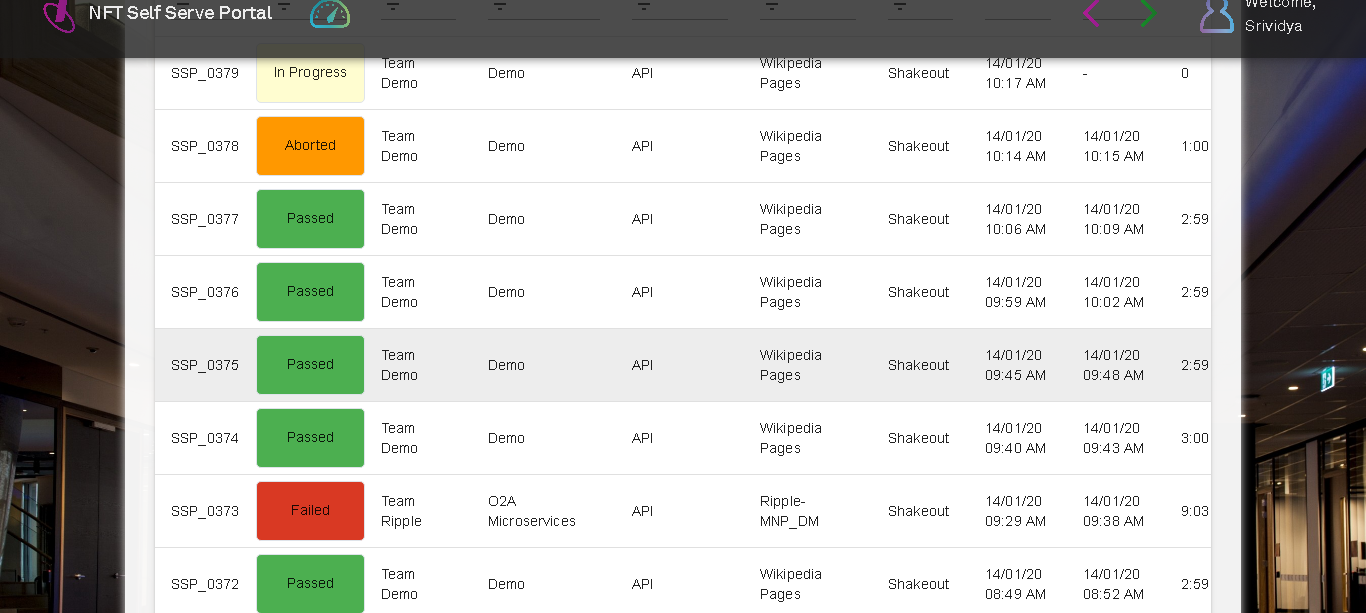 NFT Self Serve Portal
Welcome,
Srividya
SSP_0379 In Progress Team Demo Demo API Wikipedia Pages Shakeout 14/01/20 10:17 AM - 0
SSP_0378 Aborted Team Demo Demo API Wikipedia Pages Shakeout 14/01/20 10:14 AM 14/01/20 10:15 AM 1:00
SSP_0377 Passed Team Demo Demo API Wikipedia Pages Shakeout 14/01/20 10:06 AM 14/01/20 10:09 AM 2:59
SSP_0376 Passed Team Demo Demo API Wikipedia Pages Shakeout 14/01/20 09:59 AM 14/01/20 10:02 AM 2:59
SSP_0375 Passed Team Demo Demo API Wikipedia Pages Shakeout 14/01/20 09:45 AM 14/01/20 09:48 AM 2:59
SSP_0374 Passed Team Demo Demo API Wikipedia Pages Shakeout 14/01/20 09:40 AM 14/01/20 09:43 AM 3:00
SSP_0373 Failed Team Ripple O2A Microservices API Ripple-MNP_DM Shakeout 14/01/20 09:29 AM 14/01/20 09:38 AM 9:03
SSP_0372 Passed Team Demo Demo API Wikipedia Pages Shakeout 14/01/20 08:49 AM 14/01/20 08:52 AM 2:59